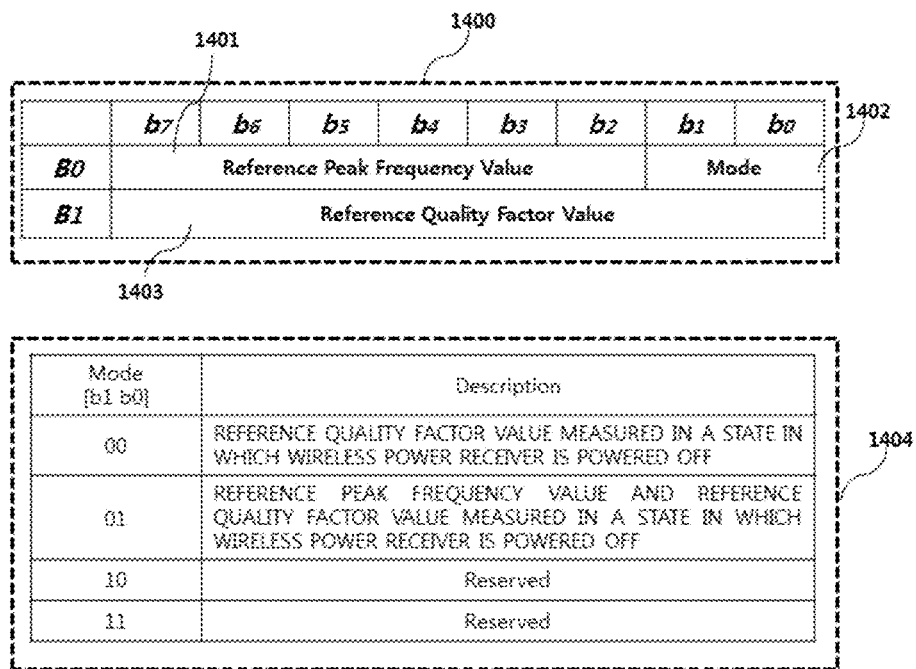 1400
1401
b7 b6 b5 b4 b3 b2 b1 b0
1402
B0 Reference Peak Frequency Value Mode
B1 Reference Quality Factor Value
1403
Mode
[b1 b0]
Description
00
REFERENCE QUALITY FACTOR VALUE MEASURED IN A STATE IN
WHICH WIRELESS POWER RECEIVER IS POWERED OFF
1404
01
REFERENCE PEAK FREQUENCY VALUE AND REFERENCE
QUALITY FACTOR VALUE MEASURED IN A STATE IN WHICH
WIRELESS POWER RECEIVER IS POWERED OFF
10 Reserved
11 Reserved